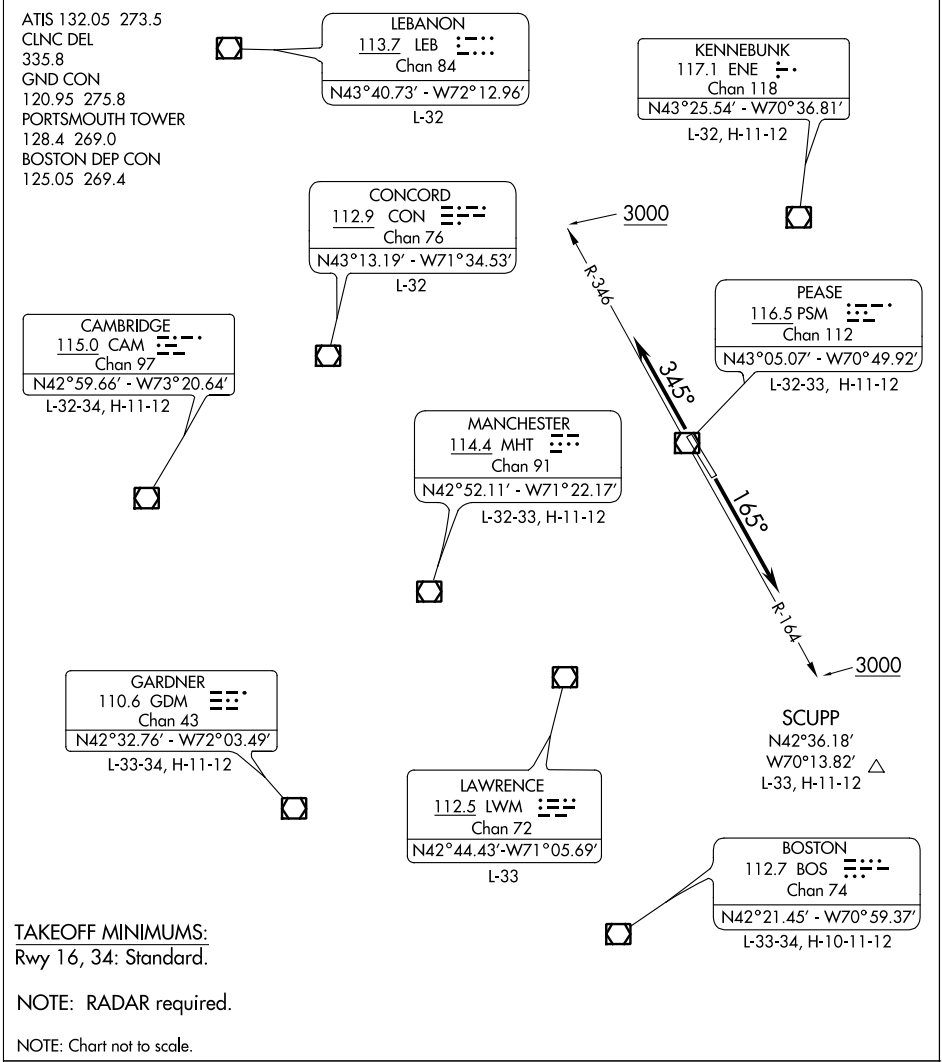 ATIS 132.05 273.5
CLNC DEL
335.8
GND CON
120.95 275.8
PORTSMOUTH TOWER
128.4 269.0
BOSTON DEP CON
125.05 269.4
LEBANON
113.7 LEB
Chan 84
N43°40.73' - W72°12.96'
L-32
KENNEBUNK
117.1 ENE
Chan 118
N43°25.54' - W70°36.81'
L-32, H-11-12
CONCORD
112.9 CON
Chan 76
N43°13.19' - W71°34.53'
L-32
3000
R-346
345°
PEASE
116.5 PSM
Chan 112
N43°05.07' - W70°49.92'
L-32-33, H-11-12
CAMBRIDGE
115.0 CAM
Chan 97
N42°59.66' - W73°20.64'
L-32-34, H-11-12
MANCHESTER
114.4 MHT
Chan 91
N42°52.11' - W71°22.17'
L-32-33, H-11-12
165°
R-164
3000
GARDNER
110.6 GDM
Chan 43
N42°32.76' - W72°03.49'
L-33-34, H-11-12
SCUPP
N42°36.18'
W70°13.82'
L-33, H-11-12
LAWRENCE
112.5 LWM
Chan 72
N42°44.43'-W71°05.69'
L-33
BOSTON
112.7 BOS
Chan 74
N42°21.45' - W70°59.37'
L-33-34, H-10-11-12
TAKEOFF MINIMUMS:
Rwy 16, 34: Standard.
NOTE: RADAR required.
NOTE: Chart not to scale.